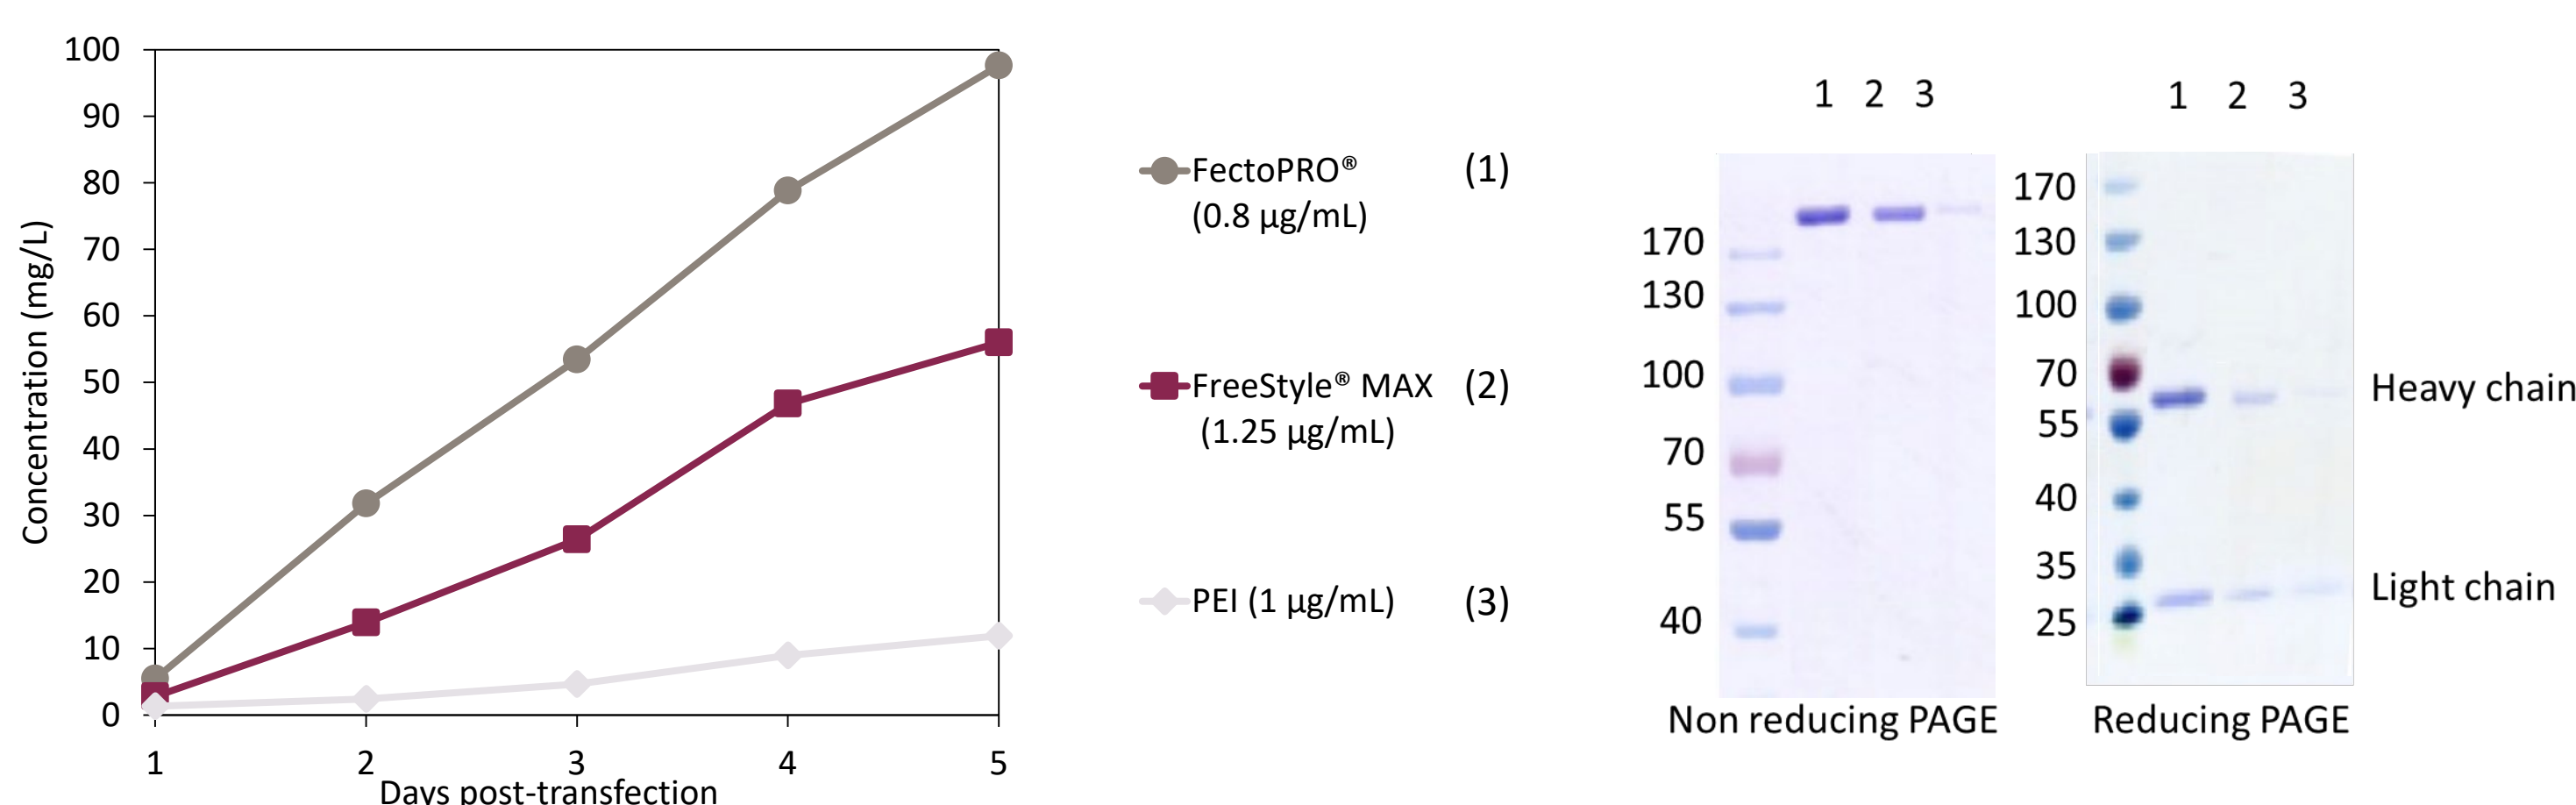 100
90
80
70
60
50
40
30
20
10
0
Concentration (mg/L)
1 2 3 4 5
Days post-transfection
FectoPRO® (1)
(0.8 µg/mL)
FreeStyle® MAX (2)
(1.25 µg/mL)
PEI (1 µg/mL) (3)
1 2 3
170
130
100
70
55
40
Non reducing PAGE
1 2 3
170
130
100
70
55
40
35
25
Heavy chain
Light chain
Reducing PAGE